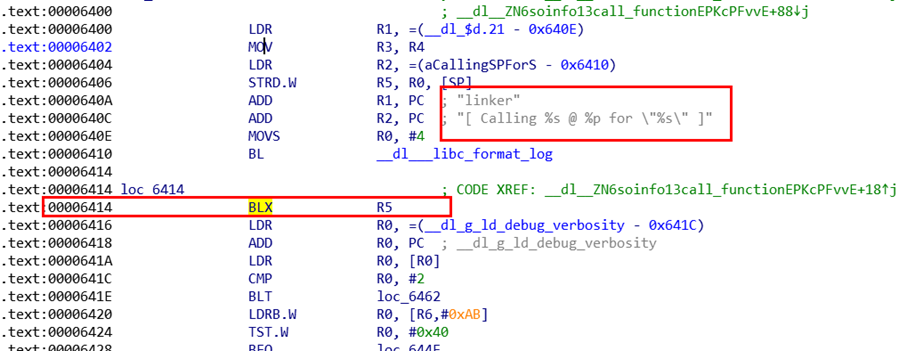 .text:00006400 ; __dl__ZN6soinfo13call_functionEPKcPFvvE+88↓j
.text:00006400 LDR R1, =(__dl_$d.21 - 0x640E)
.text:00006402 MOV R3, R4
.text:00006404 LDR R2, =(aCallingSPForS - 0x6410)
.text:00006406 STRD.W R5, R0, [SP]
.text:0000640A ADD R1, PC ; "linker"
.text:0000640C ADD R2, PC ; "[ Calling %s @ %p for \"%s\" ]"
.text:0000640E MOVS R0, #4
.text:00006410 BL __dl___libc_format_log
.text:00006414
.text:00006414 loc_6414 ; CODE XREF: __dl__ZN6soinfo13call_functionEPKcPFvvE+18↑j
.text:00006414 BLX R5
.text:00006416 LDR R0, =(__dl_g_ld_debug_verbosity - 0x641C)
.text:00006418 ADD R0, PC ; __dl_g_ld_debug_verbosity
.text:0000641A LDR R0, [R0]
.text:0000641C CMP R0, #2
.text:0000641E BLT loc_6462
.text:00006420 LDRB.W R0, [R6,#0xAB]
.text:00006424 TST.W R0, #0x40
.text:00006428 BEQ